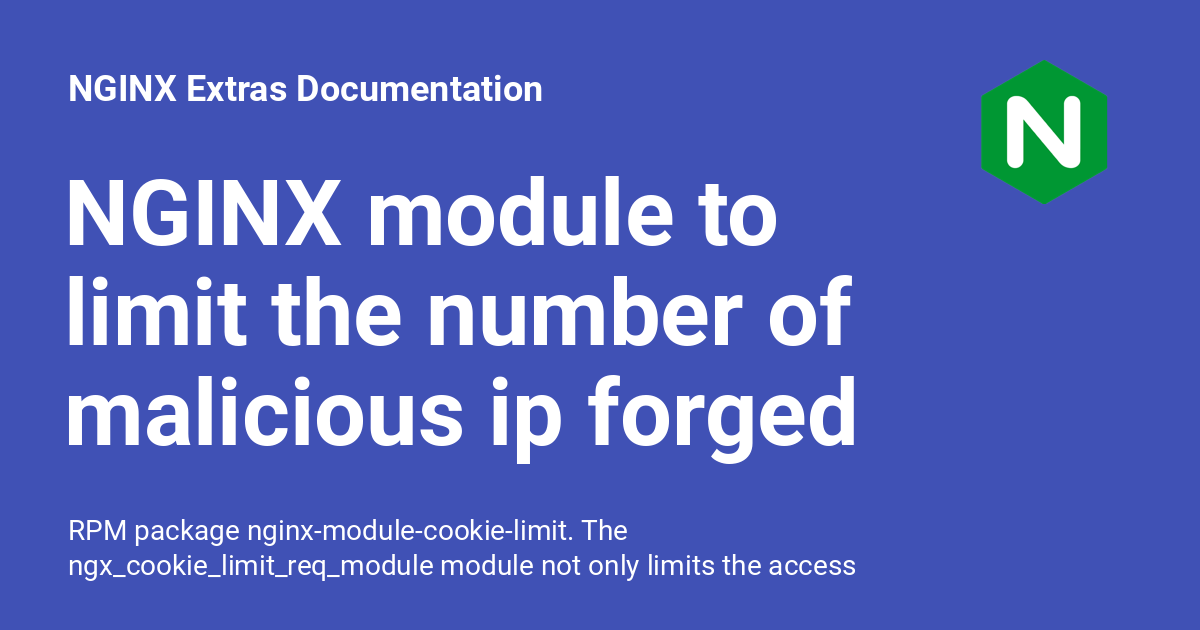 NGINX Extras Documentation
N
NGINX module to
limit the number of
malicious ip forged
RPM package nginx-module-cookie-limit. The
ngx_cookie_limit_req_module module not only limits the access